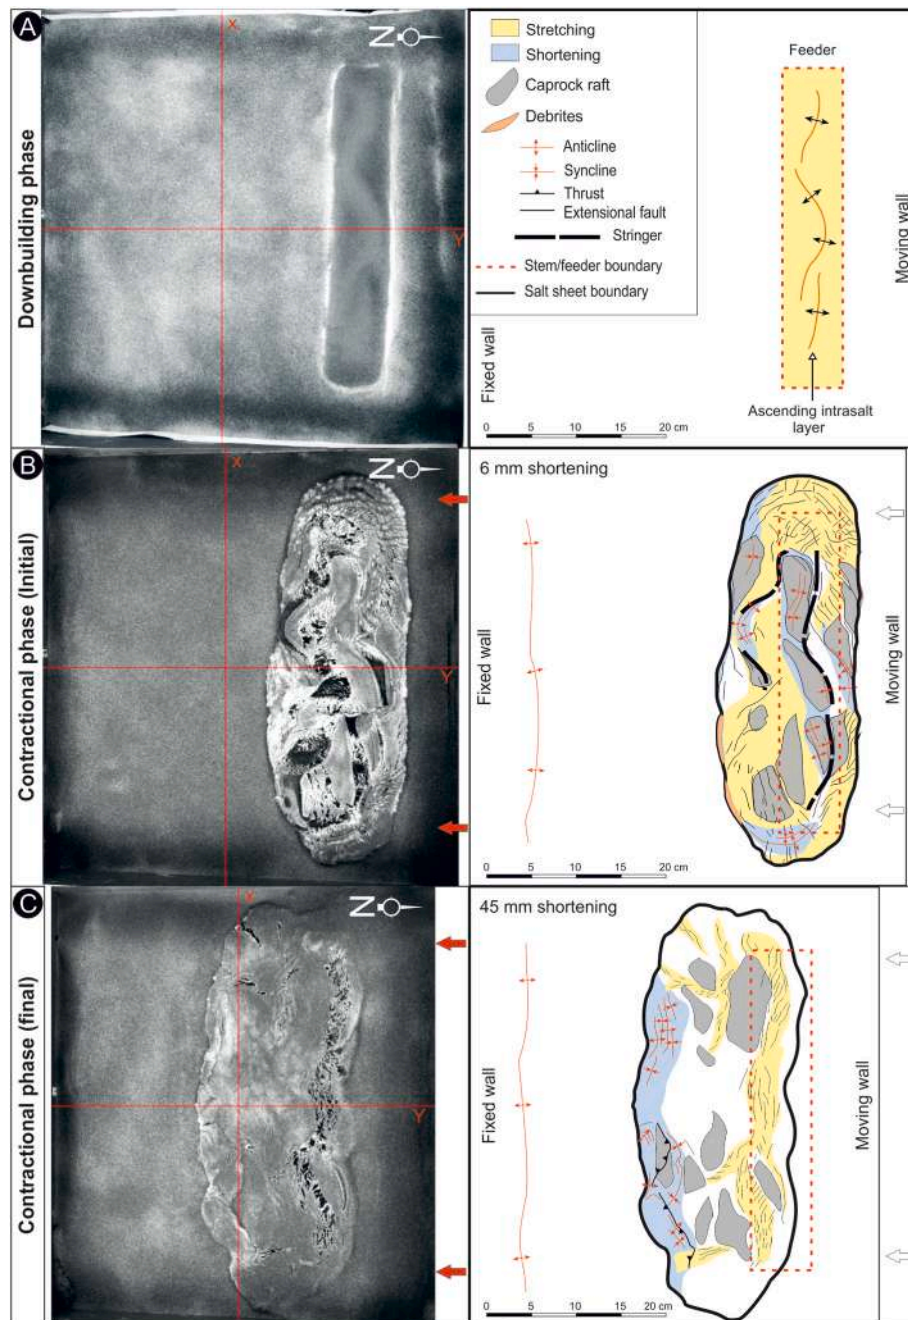 A
Downbuilding phase
X
N
Y
Stretching
Shortening
Caprock raft
Debrites
Anticline
Syncline
Thrust
Extensional fault
Stringer
Stem/feeder boundary
Salt sheet boundary
Feeder
Moving wall
Fixed wall
Ascending intrasalt
layer
0 5 10 15 20 cm
B
Contractional phase (Initial)
X
N
Y
6 mm shortening
Fixed wall
Moving wall
0 5 10 15 20 cm
C
Contractional phase (final)
X
N
Y
45 mm shortening
Fixed wall
Moving wall
0 5 10 15 20 cm